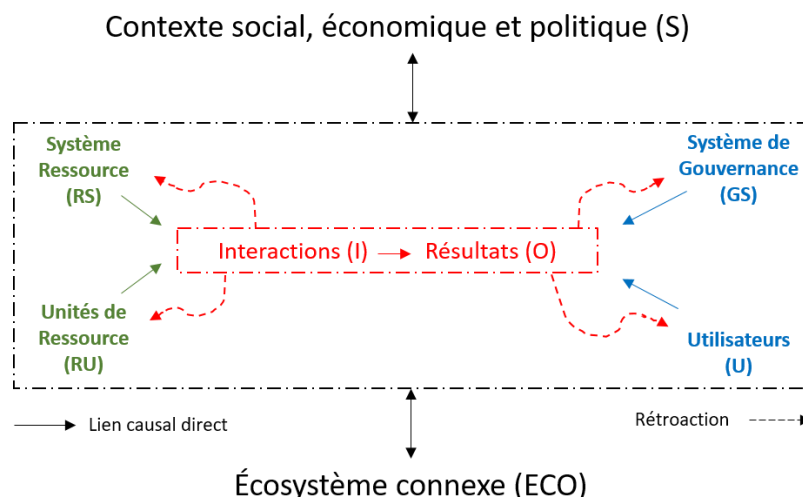 Contexte social, économique et politique (S)
Système
Ressource
(RS)
Système de
Gouvernance
(GS)
Interactions (I)
Résultats (O)
Unités de
Ressource
(RU)
Utilisateurs
(U)
Lien causal direct
Rétroaction
Écosystème connexe (ECO)